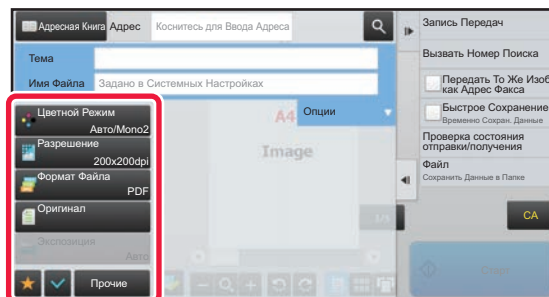 Адресная Книга
Адрес
Коснитесь для Ввода Адреса
Тема
Имя Файла
Задано в Системных Настройках
Цветной Режим
Авто/Mono2
Разрешение
200x200dpi
Формат Файла
PDF
Оригинал
Экспозиция
Авто
Прочие
A4
Image
Опции
1/1
Запись Передач
Вызвать Номер Поиска
Передать То Же Изоб
как Адрес Факса
Быстрое Сохранение
Временно Сохран. Данные
Проверка состояния
отправки/получения
Файл
Сохранить Данные в Папке
CA